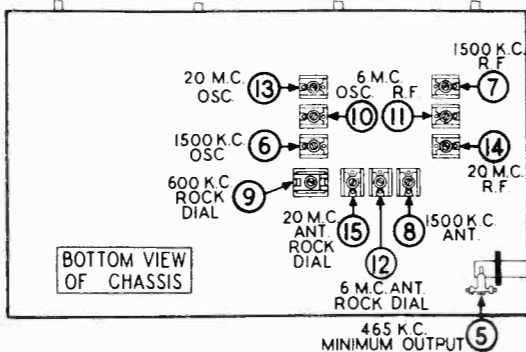 20 M.C.
OSC.
13
6 M.C.
OSC. R.F.
10
11
1500 K.C.
R.F
7
1500 K.C.
OSC
6
14
20 M.C.
R.F.
600 K.C
ROCK
DIAL
9
20 M.C.
ANT.
ROCK
DIAL
15
12
6 M.C. ANT.
ROCK DIAL
8
1500 K.C.
ANT.
BOTTOM VIEW
OF CHASSIS
465 K.C.
MINIMUM OUTPUT
5